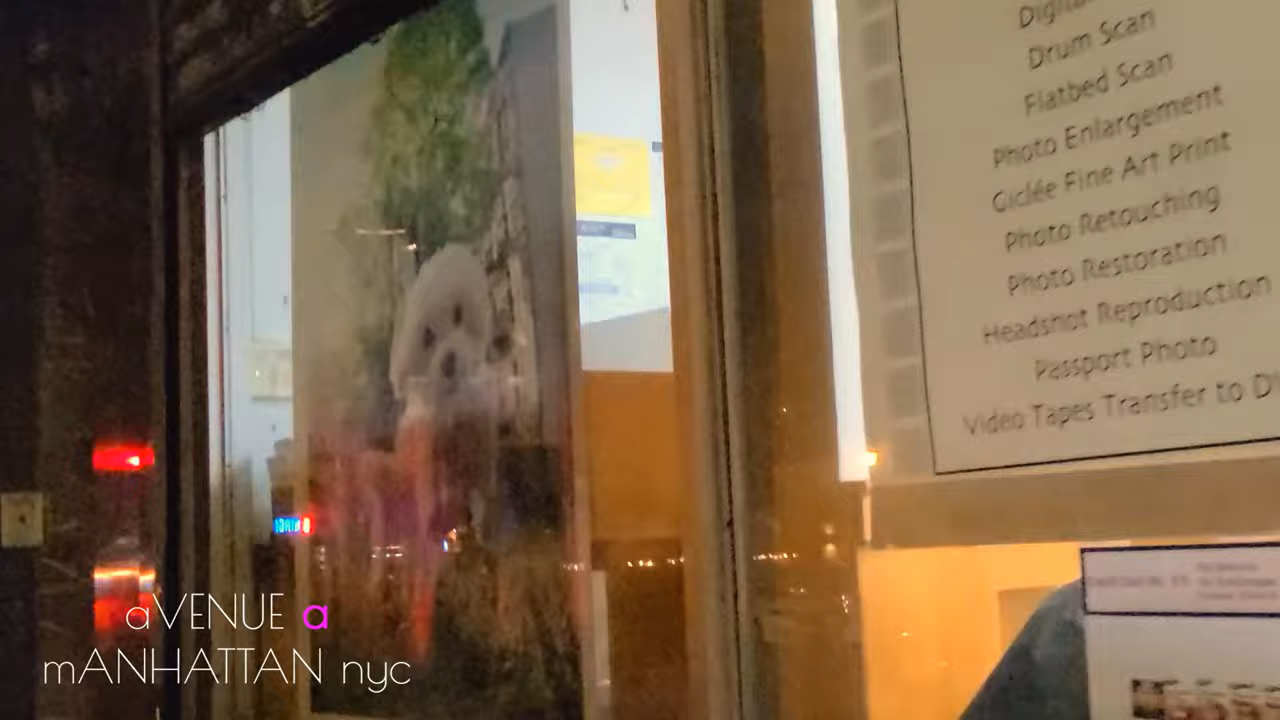 Drum Scan
Flatbed Scan
Photo Enlargement
Giclée Fine Art Print
Photo Retouching
Photo Restoration
Headshot Reproduction
Passport Photo
Video Tapes Transfer to
aVENUE a
mANHATTAN nyc